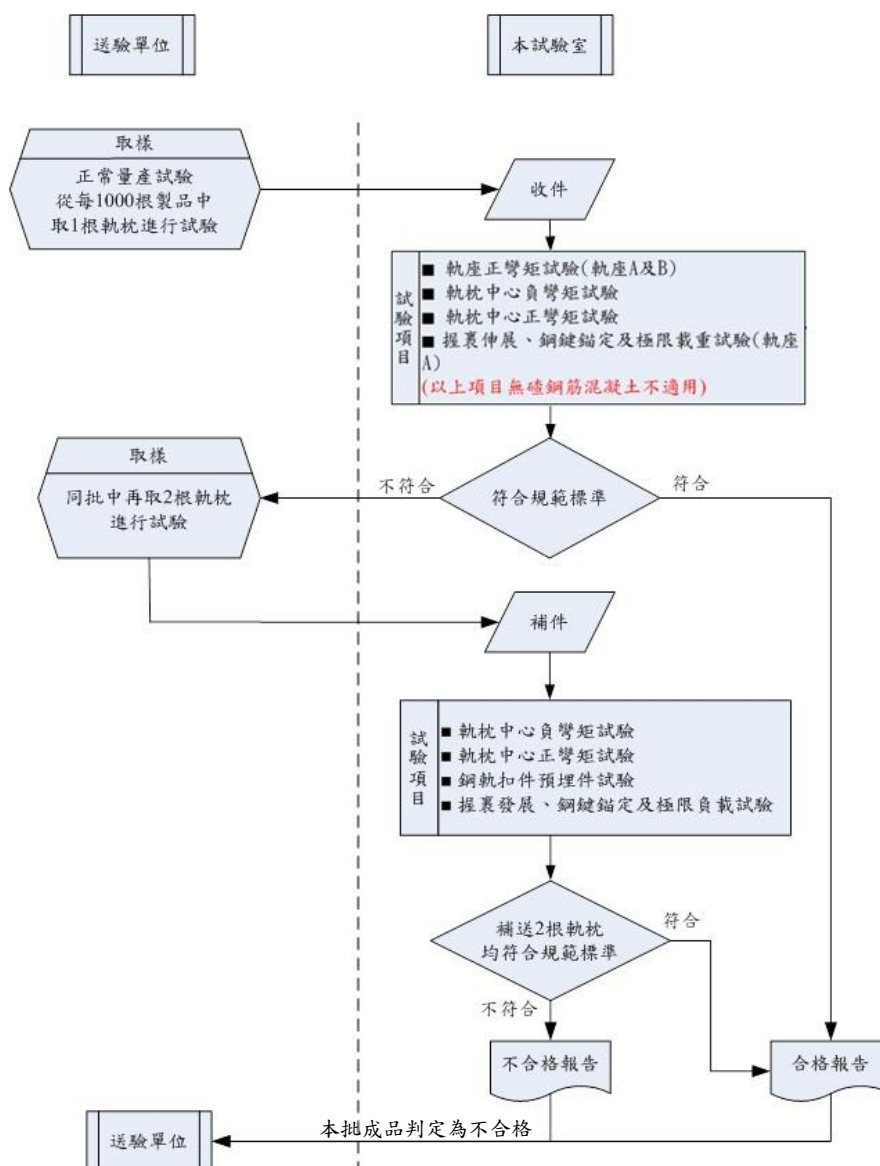 送驗單位
本試驗室
取樣
正常量產試驗
從每1000根製品中
取1根軌枕進行試驗
收件
試驗項目
■ 軌座正彎矩試驗(軌座A及B)
■ 軌枕中心負彎矩試驗
■ 軌枕中心正彎矩試驗
■ 握裹伸展、鋼鍵錨定及極限載重試驗(軌座
A)
(以上項目無碴鋼筋混凝土不適用)
取樣
同批中再取2根軌枕
進行試驗
不符合
符合規範標準
符合
補件
試驗項目
■ 軌枕中心負彎矩試驗
■ 軌枕中心正彎矩試驗
■ 鋼軌扣件預埋件試驗
■ 握裹發展、鋼鍵錨定及極限負載試驗
補送2根軌枕
均符合規範標準
符合
不符合
不合格報告
合格報告
本批成品判定為不合格
送驗單位